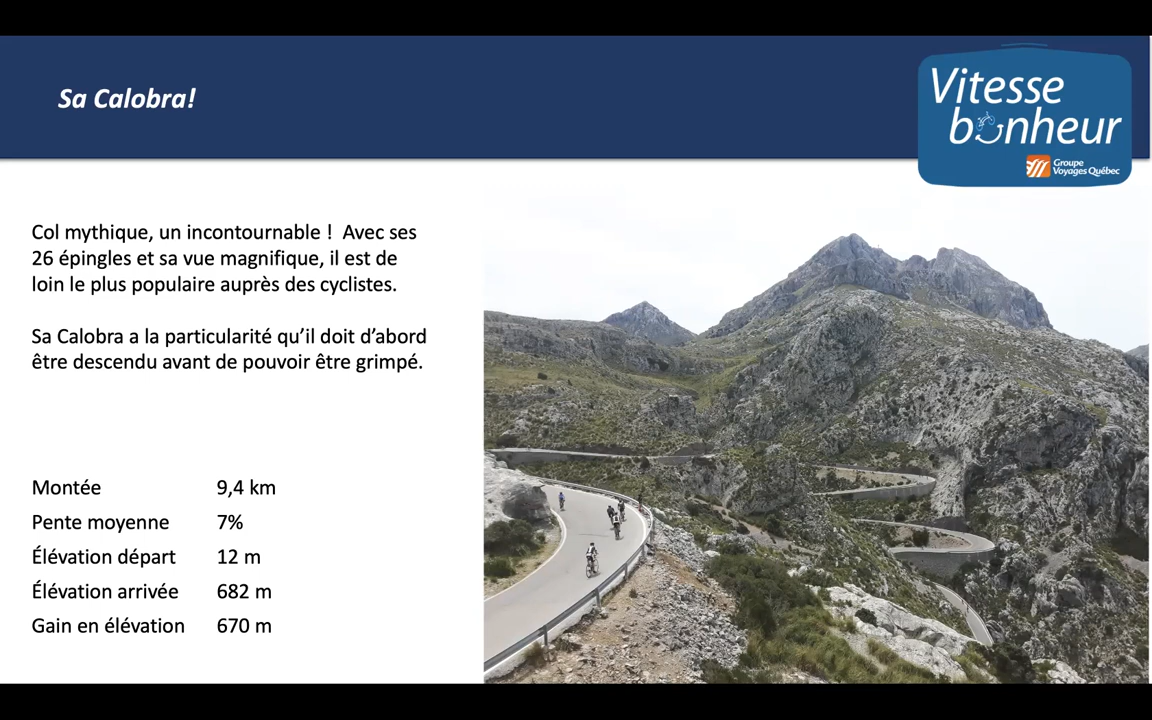 Sa Calobra!
Vitesse
bonheur
Groupe
Voyages Québec
Col mythique, un incontournable !  Avec ses
26 épingles et sa vue magnifique, il est de
loin le plus populaire auprès des cyclistes.
Sa Calobra a la particularité qu’il doit d’abord
être descendu avant de pouvoir être grimpé.
Montée 9,4 km
Pente moyenne 7%
Élévation départ 12 m
Élévation arrivée 682 m
Gain en élévation 670 m